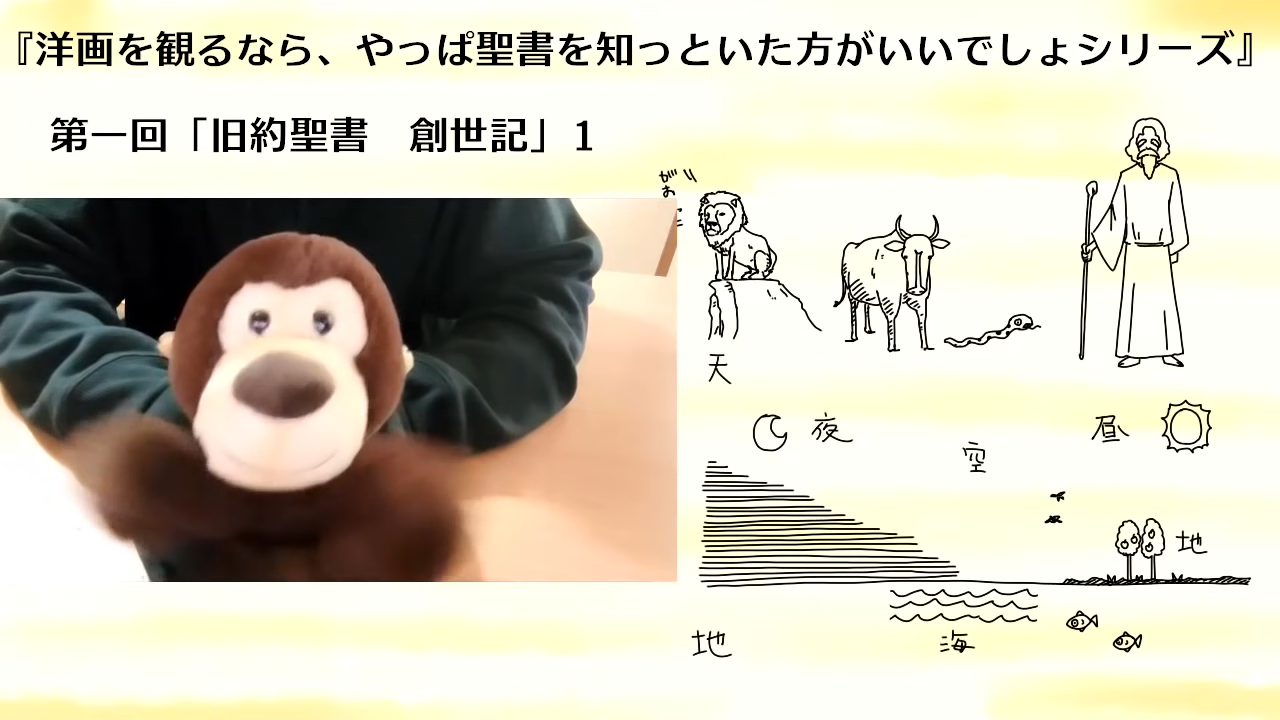 『洋画を観るなら、やっぱ聖書を知っといた方がいいでしょシリーズ』
第一回「旧約聖書　創世記」1
がお
天
夜
昼
空
地
地
海